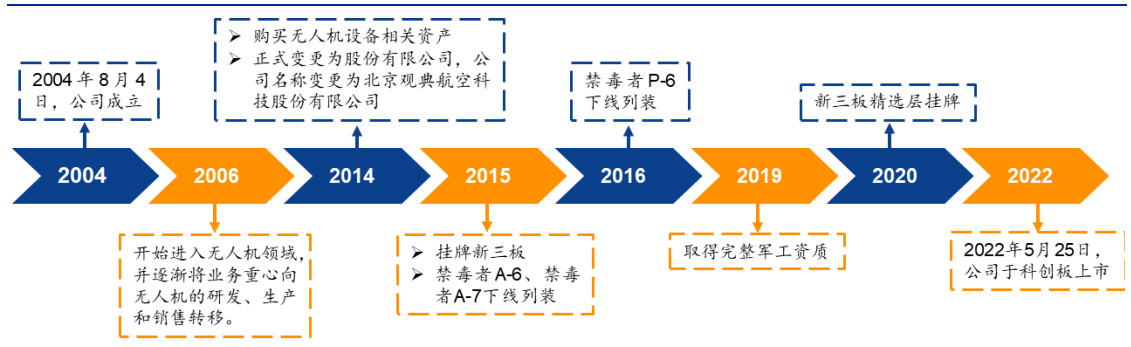 ➢ 购买无人机设备相关资产
➢ 正式变更为股份有限公司，公
司名称变更为北京观典航空科
技股份有限公司
2004年8月4
日，公司成立
禁毒者P-6
下线列装
新三板精选层挂牌
2004
2006
2014
2015
2016
2019
2020
2022
开始进入无人机领域，
并逐渐将业务重心向
无人机的研发、生产
和销售转移。
➢ 挂牌新三板
➢ 禁毒者A-6、禁毒
者A-7下线列装
取得完整军工资质
2022年5月25日，
公司于科创板上市